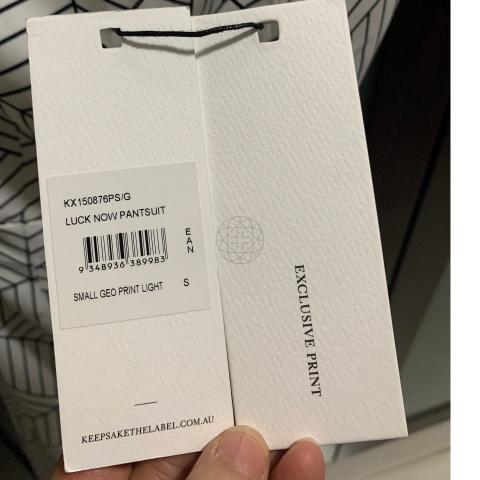 KX150876PS/G
LUCK NOW PANTSUIT
EAN
9 348936 389983
SMALL GEO PRINT LIGHT S
KEEPSAKETHELABEL.COM.AU
EXCLUSIVE PRINT